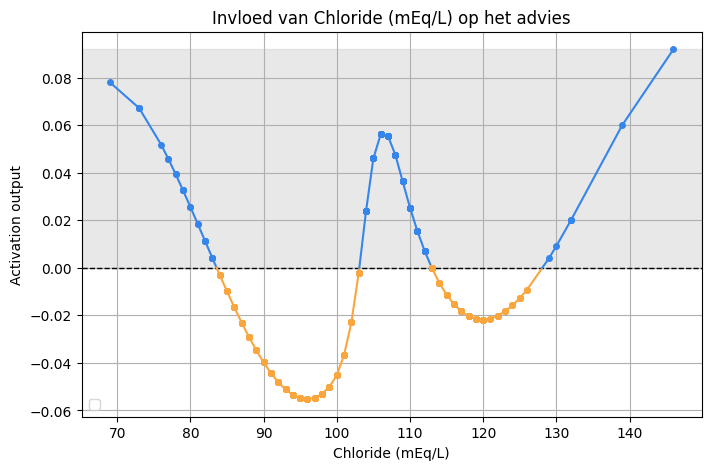 Invloed van Chloride (mEq/L) op het advies
Activation output
0.08
0.06
0.04
0.02
0.00
−0.02
−0.04
−0.06
70 80 90 100 110 120 130 140
Chloride (mEq/L)